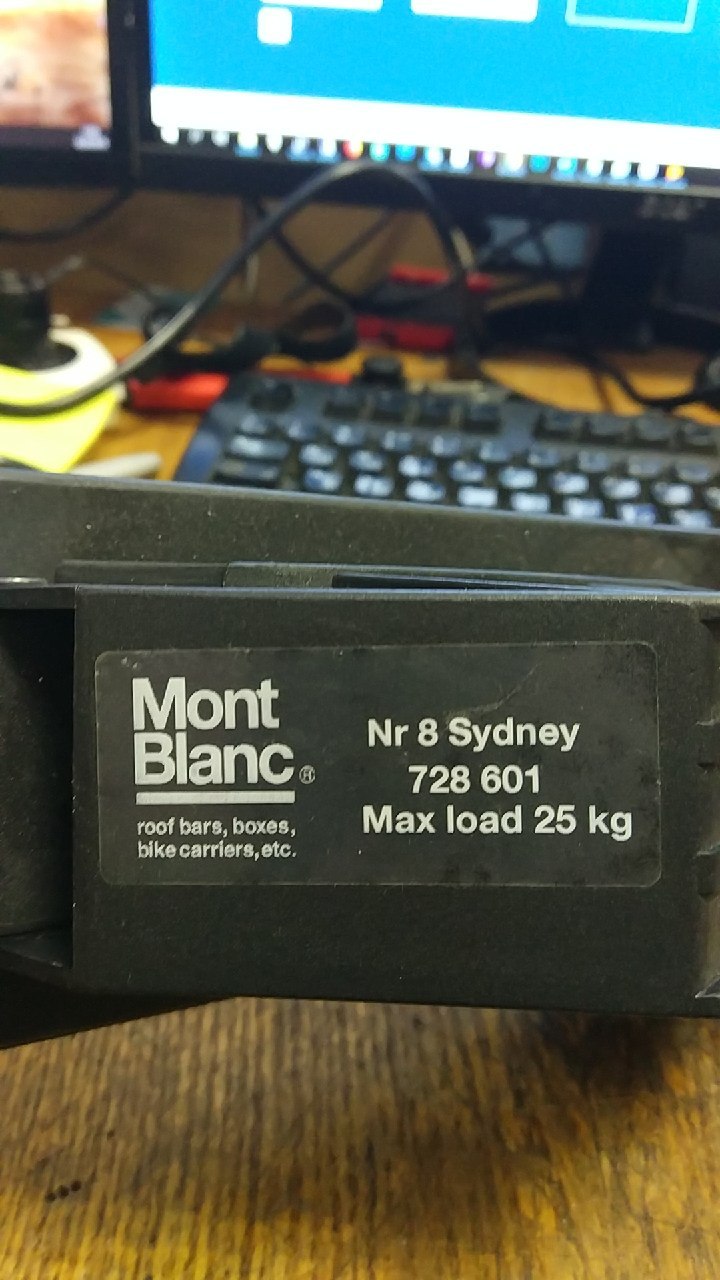 Mont
Blanc®
roof bars, boxes,
bike carriers, etc.
Nr 8 Sydney
728 601
Max load 25 kg